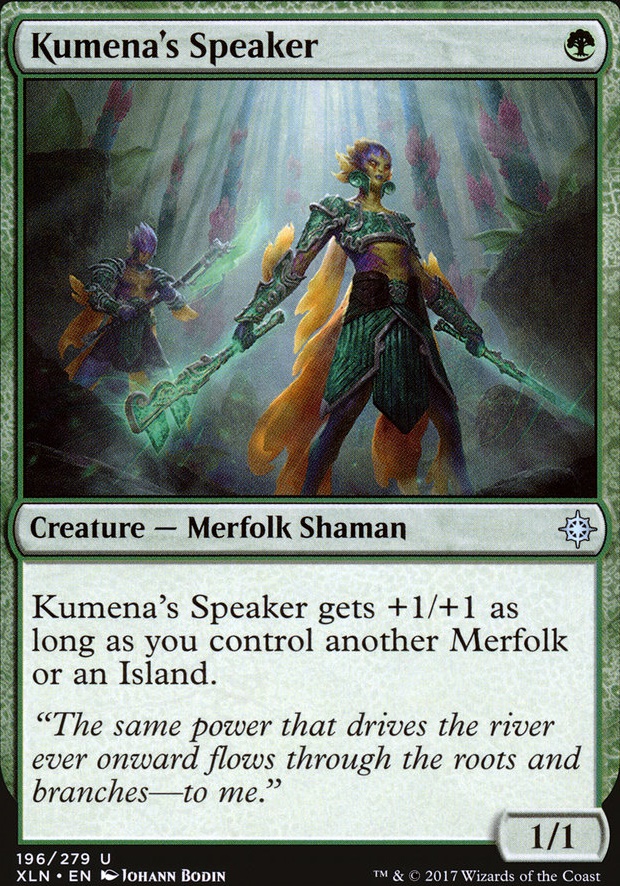 Kumena's Speaker
Creature — Merfolk Shaman
Kumena's Speaker gets +1/+1 as
long as you control another Merfolk
or an Island.
“The same power that drives the river
ever onward flows through the roots and
branches—to me.”
1/1
196/279 U
XLN • EN Johann Bodin
™ & © 2017 Wizards of the Coast